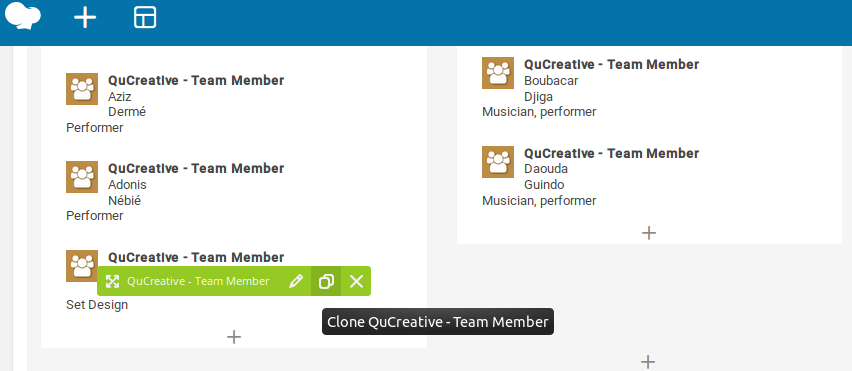 QuCreative - Team Member
Aziz
Dermé
Performer
QuCreative - Team Member
Adonis
Nébié
Performer
QuCreative - Team Member
QuCreative - Team Member
Set Design
Clone QuCreative - Team Member
QuCreative - Team Member
Boubacar
Djiga
Musician, performer
QuCreative - Team Member
Daouda
Guindo
Musician, performer